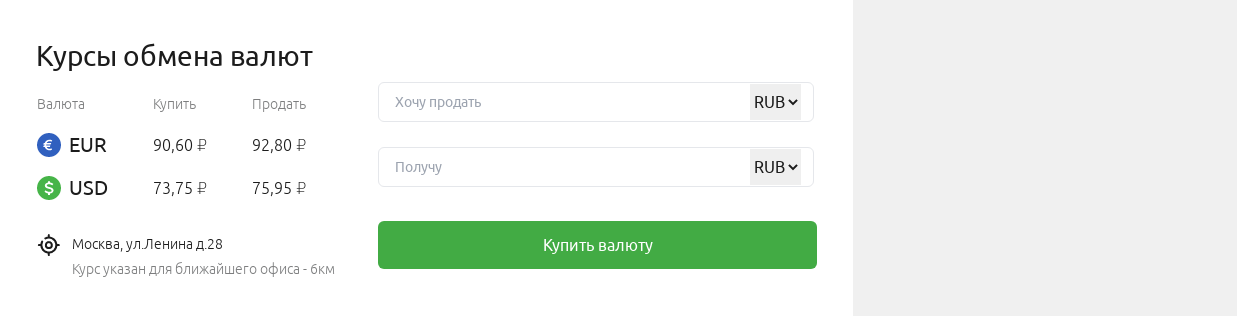 Курсы обмена валют
Валюта Купить Продать
€ EUR 90,60 ₽ 92,80 ₽
$ USD 73,75 ₽ 75,95 ₽
Москва, ул.Ленина д.28
Курс указан для ближайшего офиса - 6км
Хочу продать RUB
Получу RUB
Купить валюту